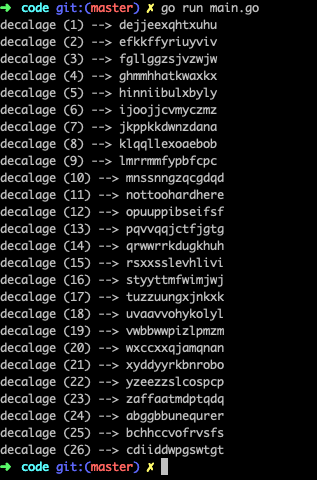 ➜ code git:(master) ✗ go run main.go
decalage (1) --> dejjeexqhtxuhu
decalage (2) --> efkkffyriuyviv
decalage (3) --> fgllggzsjvzwjw
decalage (4) --> ghmmhhatkwaxkx
decalage (5) --> hinniibulxbyly
decalage (6) --> ijoojjcvmyczmz
decalage (7) --> jkppkkdwnzdana
decalage (8) --> klqqllexoaebob
decalage (9) --> lmrrmmfypbfcpc
decalage (10) --> mnssnngzqcgdqd
decalage (11) --> nottoohardhere
decalage (12) --> opuuppibseifsf
decalage (13) --> pqvvqqjctfjgtg
decalage (14) --> qrwwrrkdugkhuh
decalage (15) --> rsxxsslevhlivi
decalage (16) --> styyttmfwimjwj
decalage (17) --> tuzzuungxjnkxk
decalage (18) --> uvaavvohykolyl
decalage (19) --> vwbbwwpizlpmzm
decalage (20) --> wxccxxqjamqnan
decalage (21) --> xyddyyrkbnrobo
decalage (22) --> yzeezzslcospcp
decalage (23) --> zaffaatmdptqdq
decalage (24) --> abggbbunequrer
decalage (25) --> bchhccvofrvsfs
decalage (26) --> cdiiddwpgswtgt
➜ code git:(master) ✗